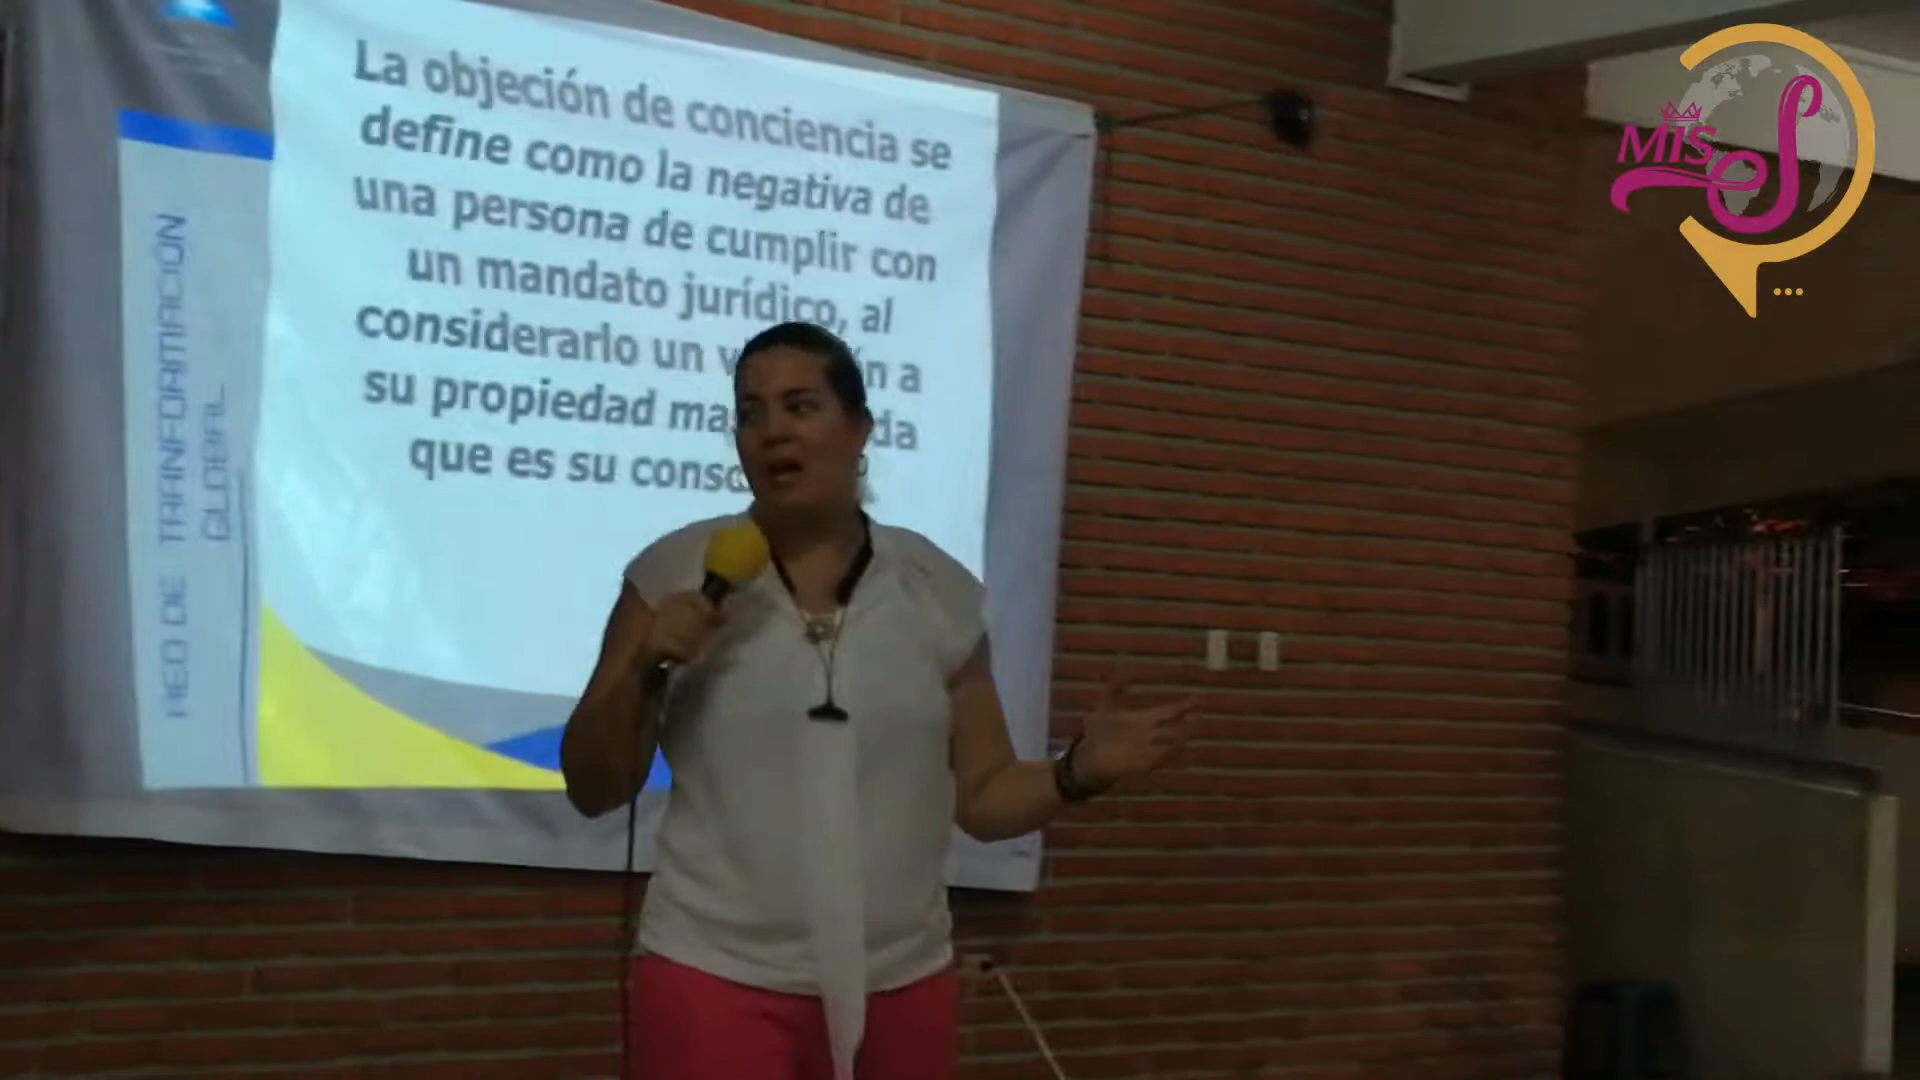 La objeción de conciencia se
define como la negativa de
una persona de cumplir con
un mandato jurídico, al
considerarlo un
n a
su propiedad
que es su
RED DE TRANFORMACIÓN
GLOBAL
MIS